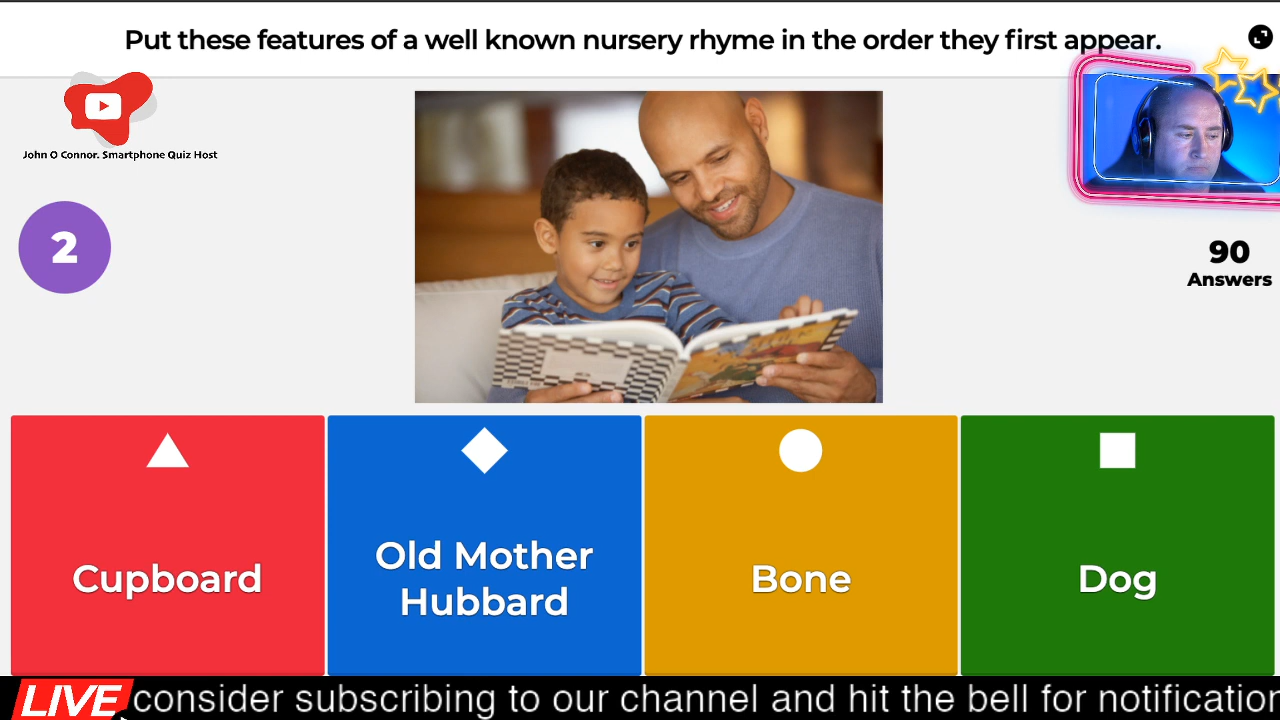 Put these features of a well known nursery rhyme in the order they first appear.
John O Connor. Smartphone Quiz Host
2
90
Answers
Cupboard
Old Mother
Hubbard
Bone
Dog
LIVE consider subscribing to our channel and hit the bell for notification